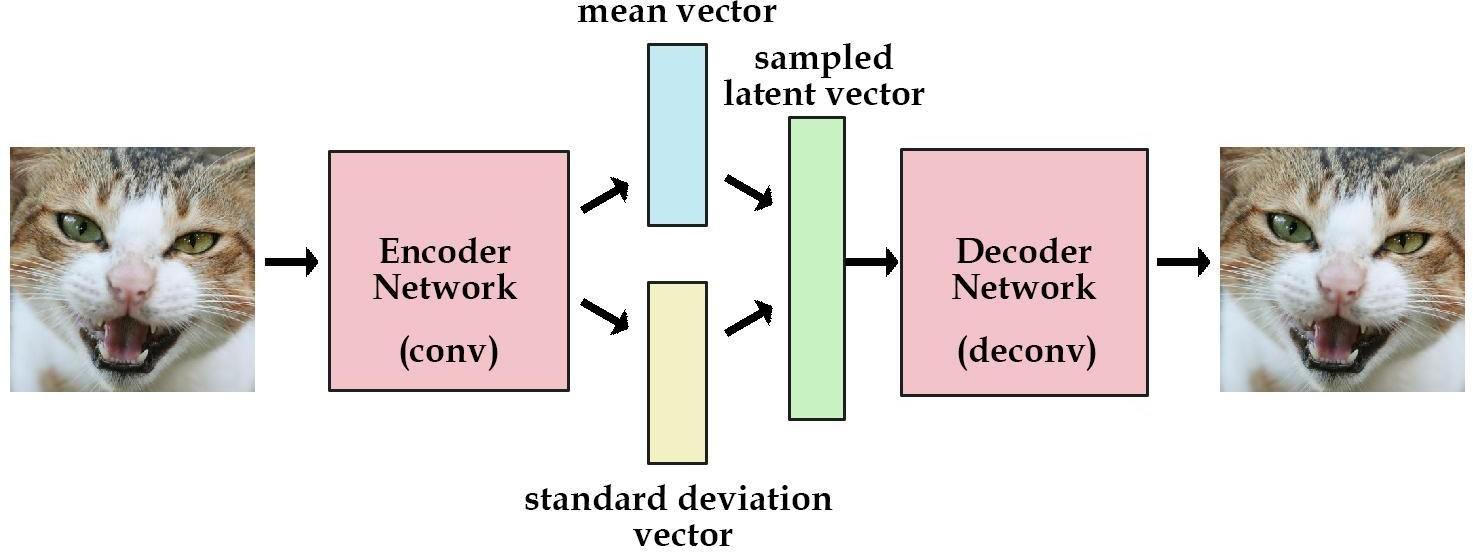 mean vector
sampled
latent vector
Encoder
Network
(conv)
Decoder
Network
(deconv)
standard deviation
vector